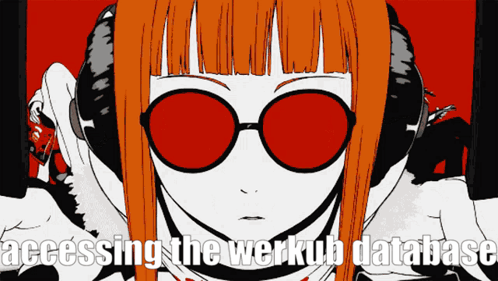 accessing the werkub database